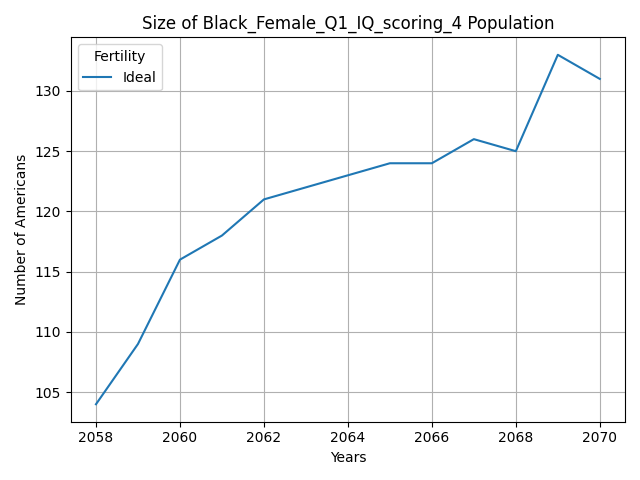 Size of Black_Female_Q1_IQ_scoring_4 Population
Fertility
Ideal
Number of Americans
130
125
120
115
110
105
2058
2060
2062
2064
2066
2068
2070
Years